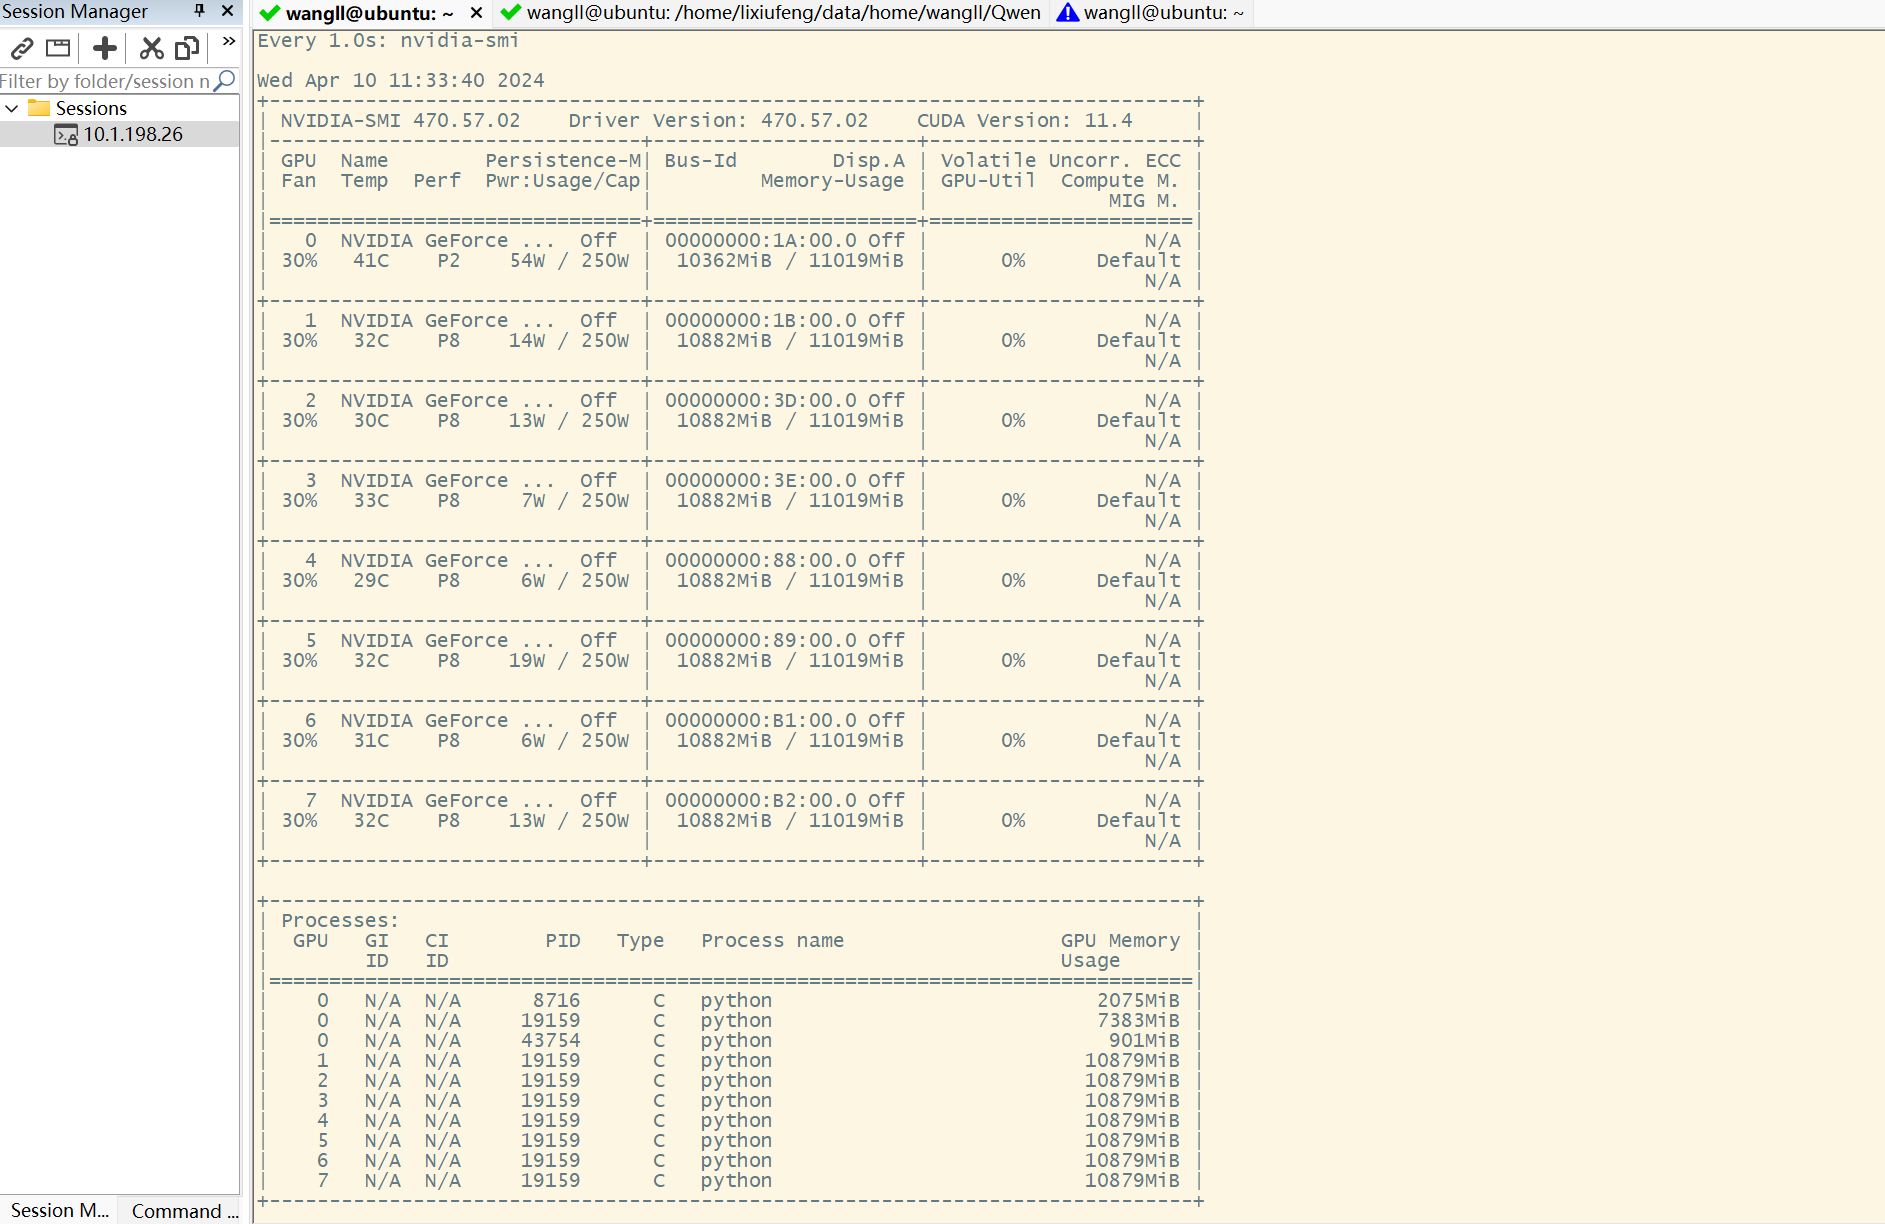 Session Manager
Filter by folder/session n
Sessions
10.1.198.26
Session M...
Command ...
wangll@ubuntu: ~
wangll@ubuntu: /home/lixiufeng/data/home/wangll/Qwen
wangll@ubuntu: ~
Every 1.0s: nvidia-smi
Wed Apr 10 11:33:40 2024
+-----------------------------------------------------------------------------+
| NVIDIA-SMI 470.57.02    Driver Version: 470.57.02    CUDA Version: 11.4     |
|-------------------------------+----------------------+----------------------+
| GPU  Name        Persistence-M| Bus-Id        Disp.A | Volatile Uncorr. ECC |
| Fan  Temp  Perf  Pwr:Usage/Cap|         Memory-Usage | GPU-Util  Compute M. |
|                               |                      |               MIG M. |
|===============================+======================+======================|
|   0  NVIDIA GeForce ...  Off  | 00000000:1A:00.0 Off |                  N/A |
| 30%   41C    P2    54W / 250W |  10362MiB / 11019MiB |      0%      Default |
|                               |                      |                  N/A |
+-------------------------------+----------------------+----------------------+
|   1  NVIDIA GeForce ...  Off  | 00000000:1B:00.0 Off |                  N/A |
| 30%   32C    P8    14W / 250W |  10882MiB / 11019MiB |      0%      Default |
|                               |                      |                  N/A |
+-------------------------------+----------------------+----------------------+
|   2  NVIDIA GeForce ...  Off  | 00000000:3D:00.0 Off |                  N/A |
| 30%   30C    P8    13W / 250W |  10882MiB / 11019MiB |      0%      Default |
|                               |                      |                  N/A |
+-------------------------------+----------------------+----------------------+
|   3  NVIDIA GeForce ...  Off  | 00000000:3E:00.0 Off |                  N/A |
| 30%   33C    P8     7W / 250W |  10882MiB / 11019MiB |      0%      Default |
|                               |                      |                  N/A |
+-------------------------------+----------------------+----------------------+
|   4  NVIDIA GeForce ...  Off  | 00000000:88:00.0 Off |                  N/A |
| 30%   29C    P8     6W / 250W |  10882MiB / 11019MiB |      0%      Default |
|                               |                      |                  N/A |
+-------------------------------+----------------------+----------------------+
|   5  NVIDIA GeForce ...  Off  | 00000000:89:00.0 Off |                  N/A |
| 30%   32C    P8    19W / 250W |  10882MiB / 11019MiB |      0%      Default |
|                               |                      |                  N/A |
+-------------------------------+----------------------+----------------------+
|   6  NVIDIA GeForce ...  Off  | 00000000:B1:00.0 Off |                  N/A |
| 30%   31C    P8     6W / 250W |  10882MiB / 11019MiB |      0%      Default |
|                               |                      |                  N/A |
+-------------------------------+----------------------+----------------------+
|   7  NVIDIA GeForce ...  Off  | 00000000:B2:00.0 Off |                  N/A |
| 30%   32C    P8    13W / 250W |  10882MiB / 11019MiB |      0%      Default |
|                               |                      |                  N/A |
+-------------------------------+----------------------+----------------------+
+-----------------------------------------------------------------------------+
| Processes:                                                                  |
|  GPU   GI   CI        PID   Type   Process name                  GPU Memory |
|        ID   ID                                                   Usage      |
|=============================================================================|
|    0   N/A  N/A      8716      C   python                           2075MiB |
|    0   N/A  N/A     19159      C   python                           7383MiB |
|    0   N/A  N/A     43754      C   python                            901MiB |
|    1   N/A  N/A     19159      C   python                          10879MiB |
|    2   N/A  N/A     19159      C   python                          10879MiB |
|    3   N/A  N/A     19159      C   python                          10879MiB |
|    4   N/A  N/A     19159      C   python                          10879MiB |
|    5   N/A  N/A     19159      C   python                          10879MiB |
|    6   N/A  N/A     19159      C   python                          10879MiB |
|    7   N/A  N/A     19159      C   python                          10879MiB |
+-----------------------------------------------------------------------------+